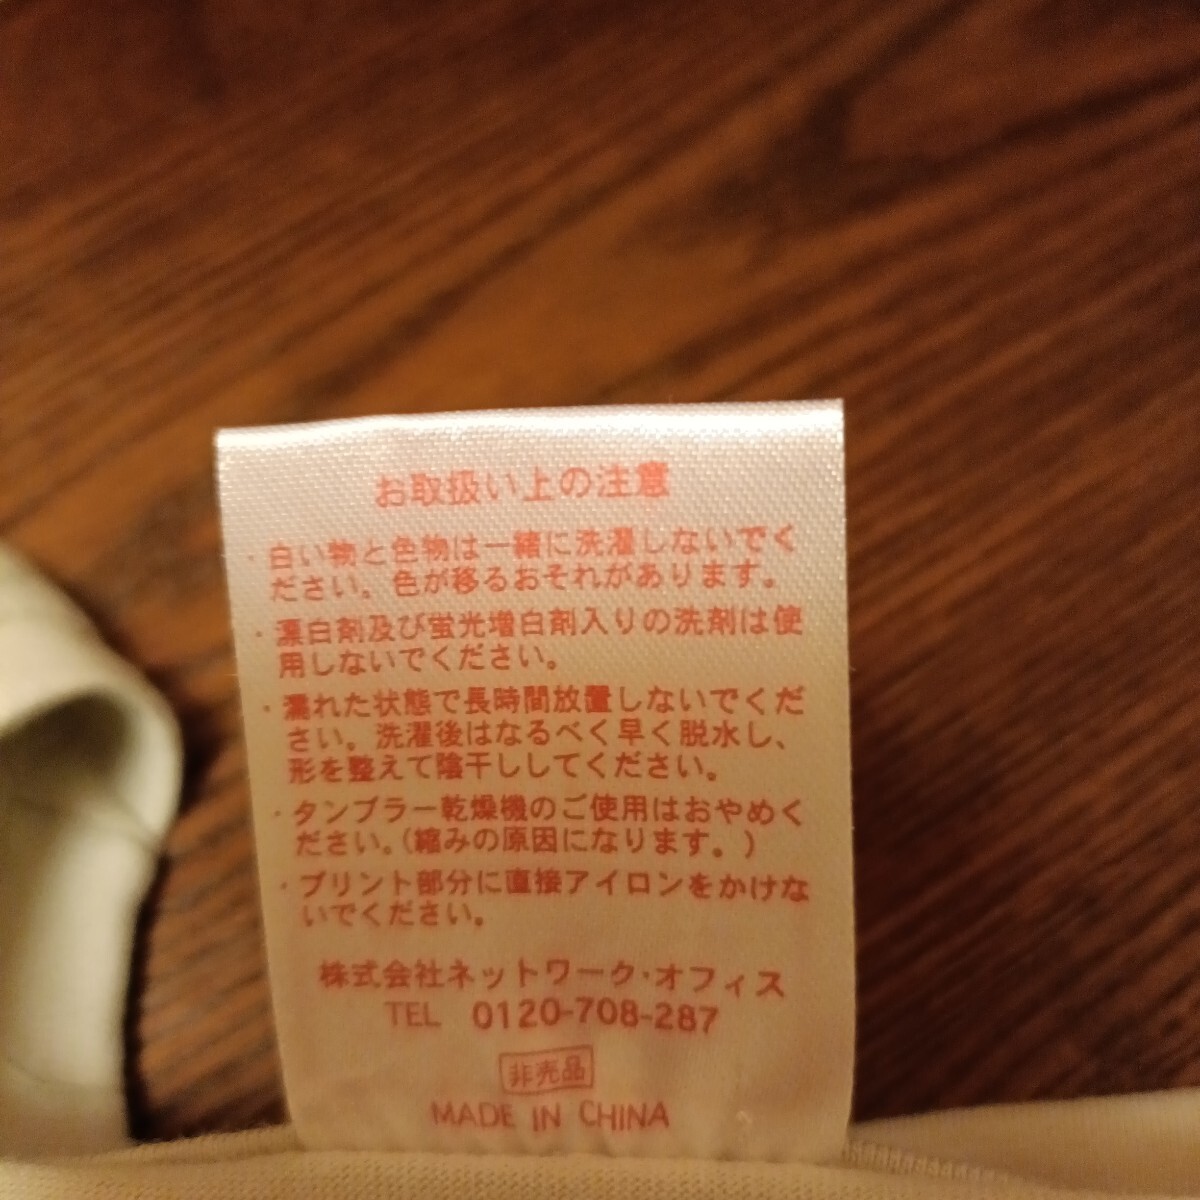 お取扱い上の注意
・白い物と色物は一緒に洗濯しないでく
ださい。色が移るおそれがあります。
・漂白剤及び蛍光増白剤入りの洗剤は使
用しないでください。
・濡れた状態で長時間放置しないでくだ
さい。洗濯後はなるべく早く脱水し、
形を整えて陰干ししてください。
・タンブラー乾燥機のご使用はおやめく
ださい。(縮みの原因になります。)
・プリント部分に直接アイロンをかけな
いでください。
株式会社ネットワーク・オフィス
TEL 0120-708-287
非売品
MADE IN CHINA